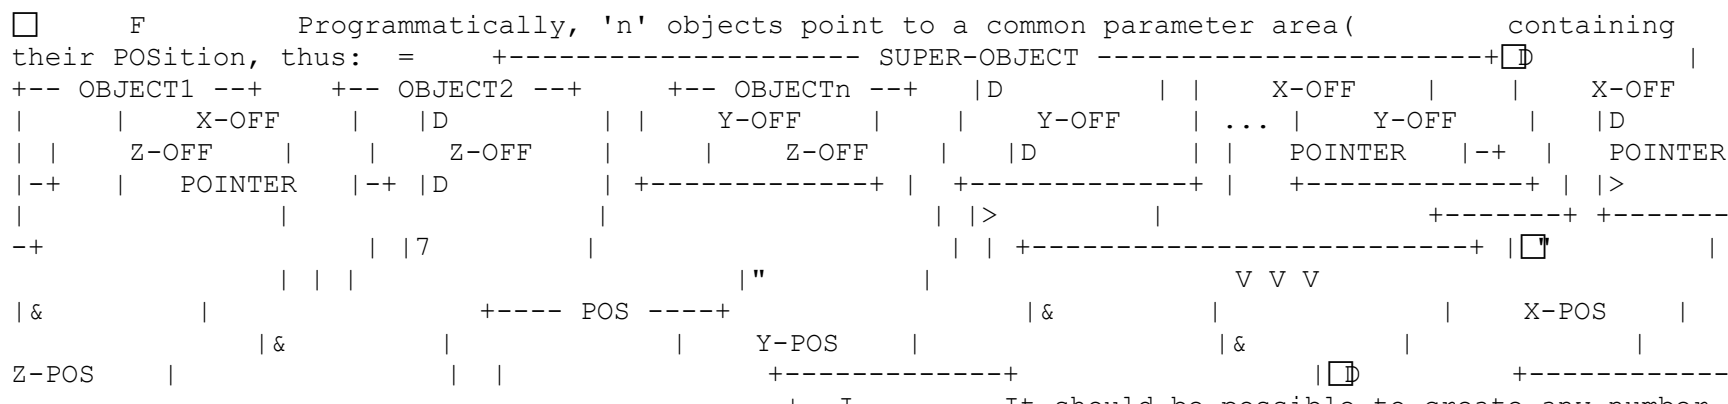 □ F Programmatically, 'n' objects point to a common parameter area( containing
their POSition, thus: = +--------------------- SUPER-OBJECT -----------------------+□D |
+-- OBJECT1 --+ +-- OBJECT2 --+ +-- OBJECTn --+ |D | | X-OFF | | X-OFF
| | X-OFF | |D | | Y-OFF | | Y-OFF | ... | Y-OFF | |D
| | Z-OFF | | Z-OFF | | Z-OFF | |D | | POINTER |-+ | POINTER
|-+ | POINTER |-+ |D | +-------------+ | +-------------+ | +-------------+ | |>
| | | | |> | +-------+ +-------
-+ | |7 | | | +--------------------------+ |□" |
| | | |" | V V V
|& | +---- POS ----+ |& | | X-POS |
|& | | Y-POS | |& | |
Z-POS | | | +-------------+ |□D +------------